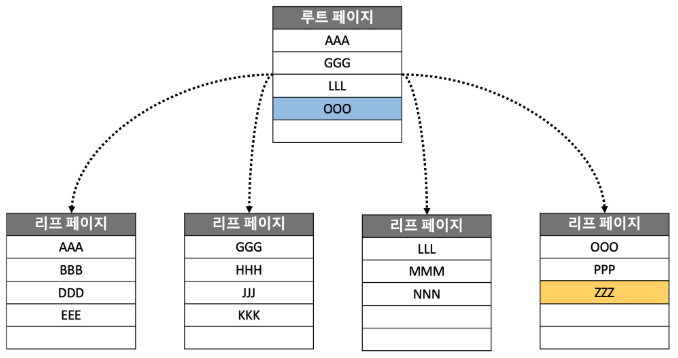 루트 페이지
AAA
GGG
LLL
OOO
리프 페이지
AAA
BBB
DDD
EEE
리프 페이지
GGG
HHH
JJJ
KKK
리프 페이지
LLL
MMM
NNN
리프 페이지
OOO
PPP
ZZZ